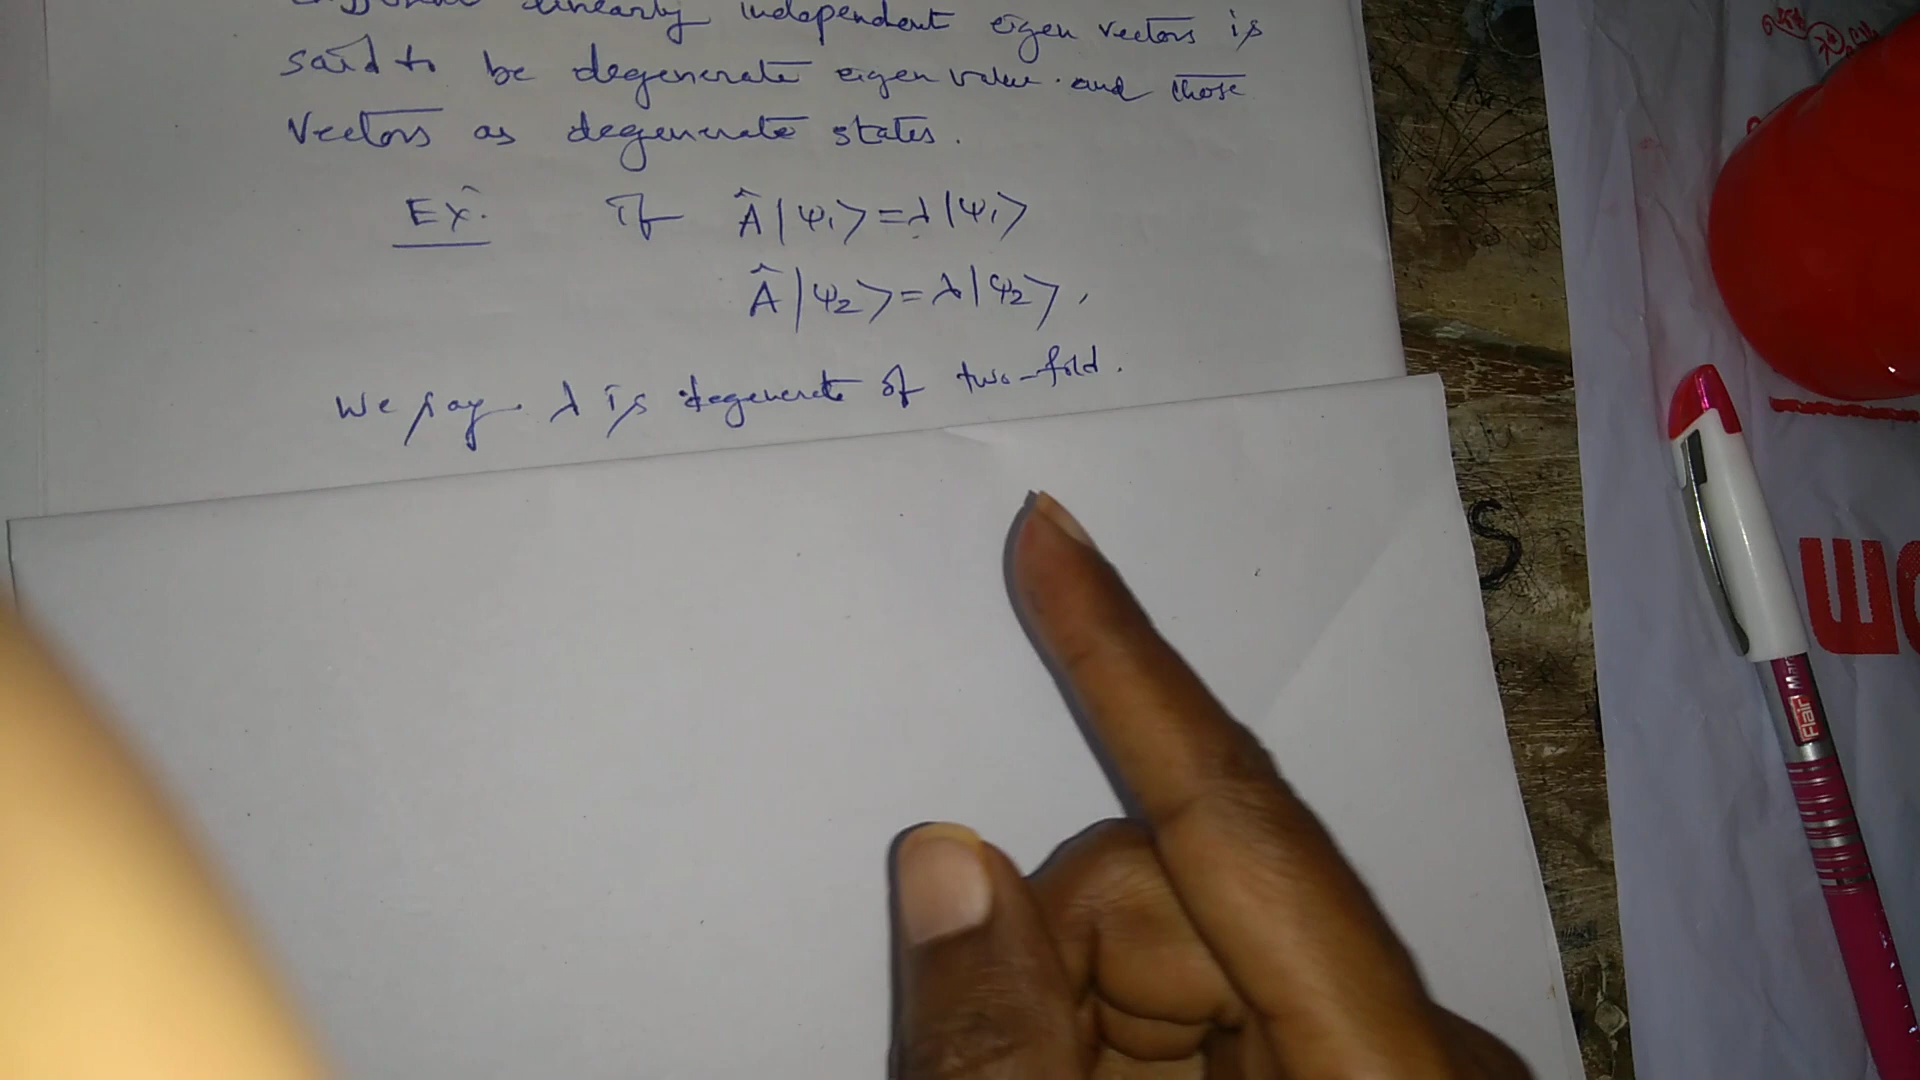 linearly independent eigen vectors is
said to be degenerate eigen value and those
vectors as degenerate states.
Ex. If Â|ψ₁> = λ|ψ₁>
Â|ψ₂> = λ|ψ₂>,
We say λ is degenerate of two-fold.
S
Flair